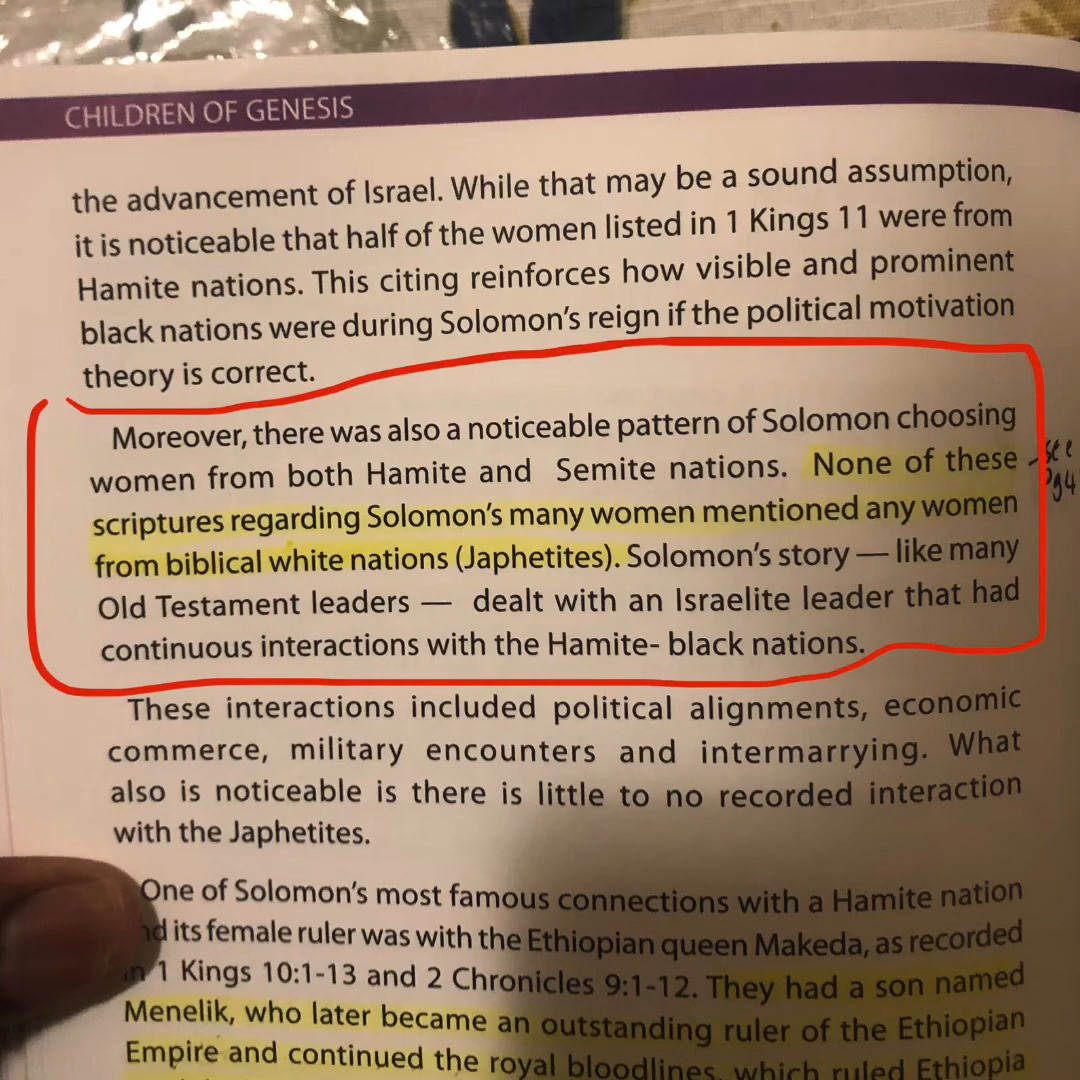 CHILDREN OF GENESIS
the advancement of Israel. While that may be a sound assumption,
it is noticeable that half of the women listed in 1 Kings 11 were from
Hamite nations. This citing reinforces how visible and prominent
black nations were during Solomon's reign if the political motivation
theory is correct.
Moreover, there was also a noticeable pattern of Solomon choosing
women from both Hamite and Semite nations. None of these
see
pg4
scriptures regarding Solomon's many women mentioned any women
from biblical white nations (Japhetites). Solomon's story — like many
Old Testament leaders — dealt with an Israelite leader that had
continuous interactions with the Hamite- black nations.
These interactions included political alignments, economic
commerce, military encounters and intermarrying. What
also is noticeable is there is little to no recorded interaction
with the Japhetites.
One of Solomon's most famous connections with a Hamite nation
its female ruler was with the Ethiopian queen Makeda, as recorded
1 Kings 10:1-13 and 2 Chronicles 9:1-12. They had a son named
Menelik, who later became an outstanding ruler of the Ethiopian
Empire and continued the royal bloodlines, which ruled Ethiopia